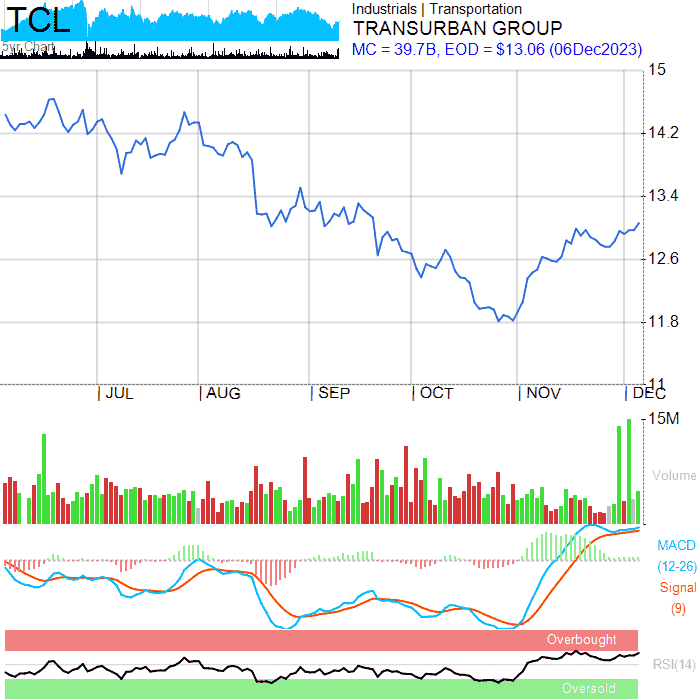 TCL
5yr Chart
Industrials | Transportation
TRANSURBAN GROUP
MC = 39.7B, EOD = $13.06 (06Dec2023)
15
14.2
13.4
12.6
11.8
11
| JUL | AUG | SEP | OCT | NOV | DEC
15M
Volume
MACD
(12-26)
Signal
(9)
Overbought
RSI(14)
Oversold